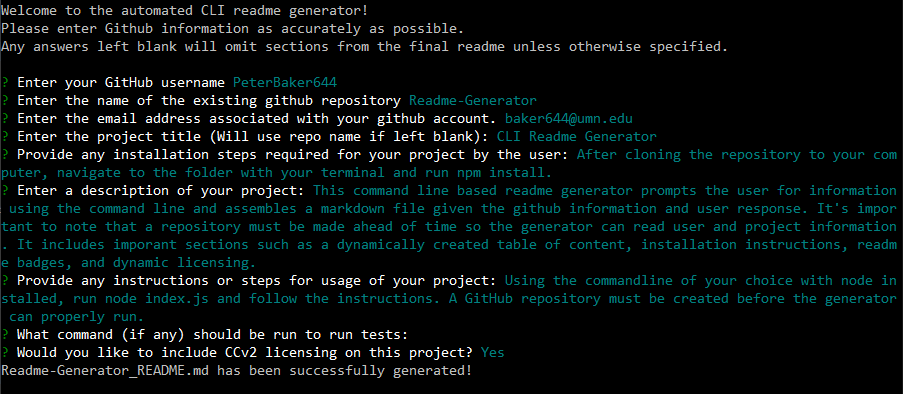 Welcome to the automated CLI readme generator!
Please enter Github information as accurately as possible.
Any answers left blank will omit sections from the final readme unless otherwise specified.
? Enter your GitHub username PeterBaker644
? Enter the name of the existing github repository Readme-Generator
? Enter the email address associated with your github account. baker644@umn.edu
? Enter the project title (Will use repo name if left blank): CLI Readme Generator
? Provide any installation steps required for your project by the user: After cloning the repository to your com
puter, navigate to the folder with your terminal and run npm install.
? Enter a description of your project: This command line based readme generator prompts the user for information
 using the command line and assembles a markdown file given the github information and user response. It's impor
tant to note that a repository must be made ahead of time so the generator can read user and project information
. It includes imporant sections such as a dynamically created table of content, installation instructions, readm
e badges, and dynamic licensing.
? Provide any instructions or steps for usage of your project: Using the commandline of your choice with node in
stalled, run node index.js and follow the instructions. A GitHub repository must be created before the generator
 can properly run.
? What command (if any) should be run to run tests:
? Would you like to include CCv2 licensing on this project? Yes
Readme-Generator_README.md has been successfully generated!